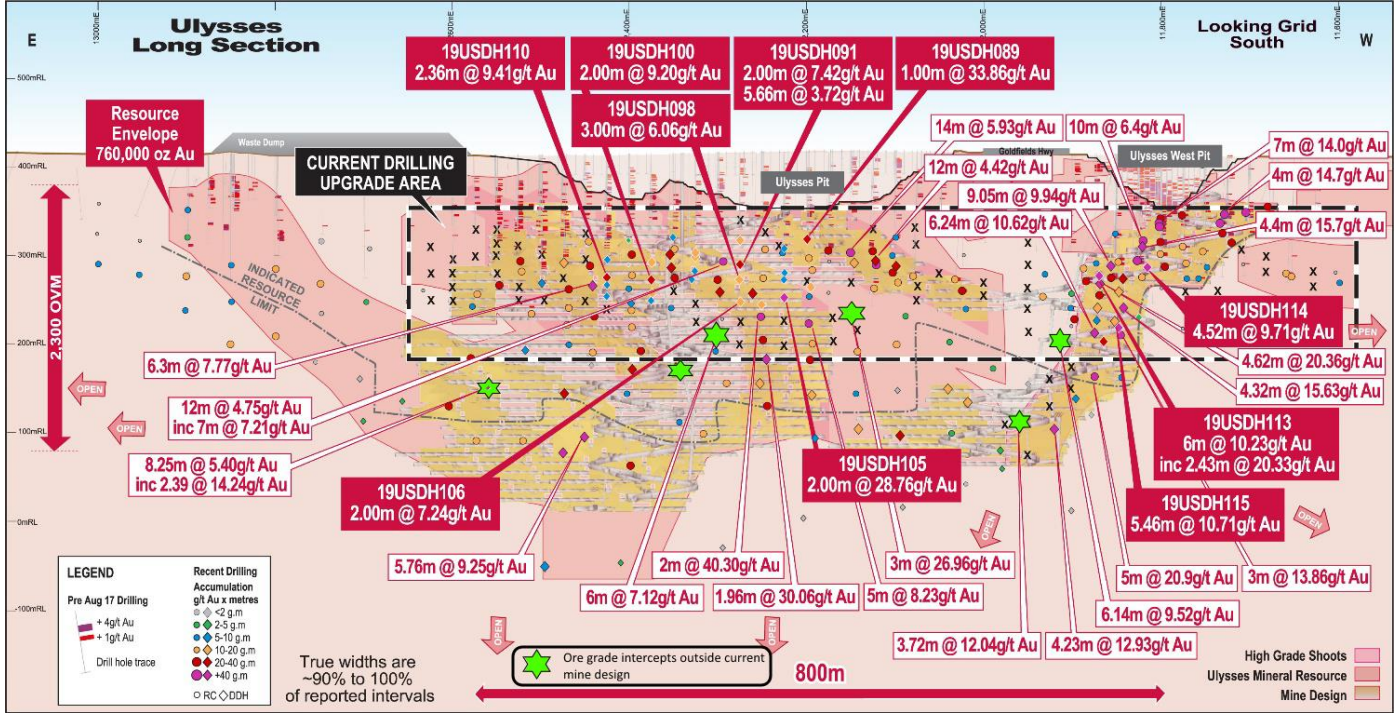 E
Ulysses
Long Section
Looking Grid
South
W
13000mE
12,200mE
11,800mE
11,600mE
500mRL
400mRL
300mRL
200mRL
100mRL
0mRL
-100mRL
19USDH110
2.36m @ 9.41g/t Au
19USDH100
2.00m @ 9.20g/t Au
19USDH098
3.00m @ 6.06g/t Au
19USDH091
2.00m @ 7.42g/t Au
5.66m @ 3.72g/t Au
19USDH089
1.00m @ 33.86g/t Au
Resource
Envelope
760,000 oz Au
Waste Dump
CURRENT DRILLING
UPGRADE AREA
Ulysses Pit
Goldfields Hwy
Ulysses West Pit
14m @ 5.93g/t Au
10m @ 6.4g/t Au
12m @ 4.42g/t Au
9.05m @ 9.94g/t Au
6.24m @ 10.62g/t Au
7m @ 14.0g/t Au
4m @ 14.7g/t Au
4.4m @ 15.7g/t Au
INDICATED
RESOURCE
LIMIT
2,300 OVM
19USDH114
4.52m @ 9.71g/t Au
OPEN
4.62m @ 20.36g/t Au
4.32m @ 15.63g/t Au
6.3m @ 7.77g/t Au
OPEN
OPEN
12m @ 4.75g/t Au
inc 7m @ 7.21g/t Au
8.25m @ 5.40g/t Au
inc 2.39 @ 14.24g/t Au
19USDH106
2.00m @ 7.24g/t Au
19USDH105
2.00m @ 28.76g/t Au
19USDH113
6m @ 10.23g/t Au
inc 2.43m @ 20.33g/t Au
19USDH115
5.46m @ 10.71g/t Au
OPEN
OPEN
5.76m @ 9.25g/t Au
2m @ 40.30g/t Au
3m @ 26.96g/t Au
5m @ 20.9g/t Au
3m @ 13.86g/t Au
6m @ 7.12g/t Au
1.96m @ 30.06g/t Au
5m @ 8.23g/t Au
6.14m @ 9.52g/t Au
3.72m @ 12.04g/t Au
4.23m @ 12.93g/t Au
OPEN
OPEN
LEGEND
Pre Aug 17 Drilling
+ 4g/t Au
+ 1g/t Au
Drill hole trace
Recent Drilling
Accumulation
g/t Au x metres
<2 g.m
2-5 g.m
5-10 g.m
10-20 g.m
20-40 g.m
+40 g.m
RC
DDH
True widths are
~90% to 100%
of reported intervals
Ore grade intercepts outside current
mine design
800m
High Grade Shoots
Ulysses Mineral Resource
Mine Design